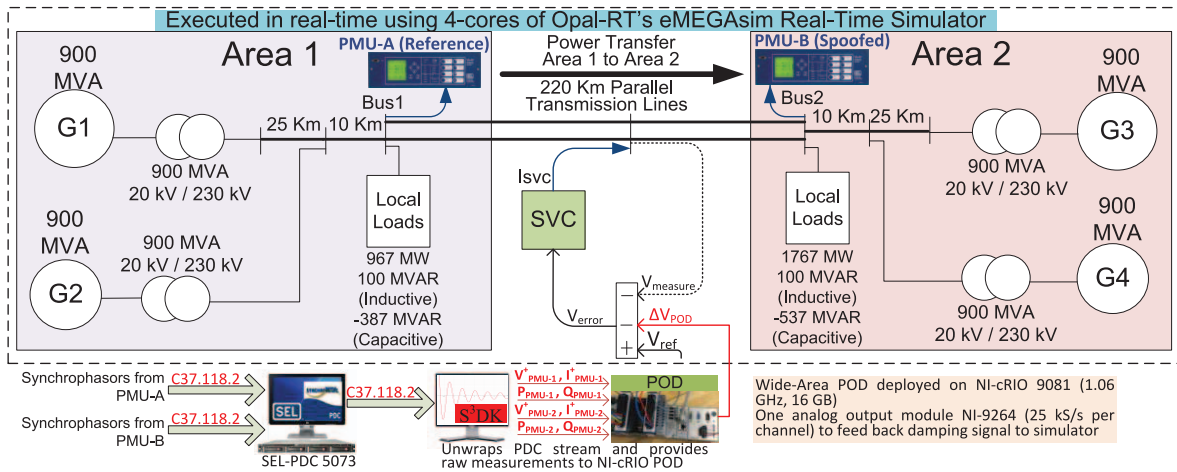 Executed in real-time using 4-cores of Opal-RT's eMEGAsim Real-Time Simulator
Area 1
PMU-A (Reference)
900
MVA
G1
25 Km
10 Km
Bus1
900 MVA
20 kV / 230 kV
900
MVA
G2
900 MVA
20 kV / 230 kV
Local
Loads
967 MW
100 MVAR
(Inductive)
-387 MVAR
(Capacitive)
Power Transfer
Area 1 to Area 2
220 Km Parallel
Transmission Lines
Isvc
SVC
Vmeasure
Verror
ΔVPOD
Vref
−
−
+
PMU-B (Spoofed)
Area 2
Bus2
10 Km
25 Km
900
MVA
G3
900 MVA
20 kV / 230 kV
Local
Loads
1767 MW
100 MVAR
(Inductive)
-537 MVAR
(Capacitive)
900
MVA
G4
900 MVA
20 kV / 230 kV
Synchrophasors from
PMU-A
C37.118.2
Synchrophasors from
PMU-B
C37.118.2
SEL
PDC
SEL-PDC 5073
C37.118.2
S³DK
Unwraps PDC stream and provides
raw measurements to NI-cRIO POD
V⁺PMU-1, I⁺PMU-1
PPMU-1, QPMU-1
V⁺PMU-2, I⁺PMU-2
PPMU-2, QPMU-2
POD
Wide-Area POD deployed on NI-cRIO 9081 (1.06
GHz, 16 GB)
One analog output module NI-9264 (25 kS/s per
channel) to feed back damping signal to simulator